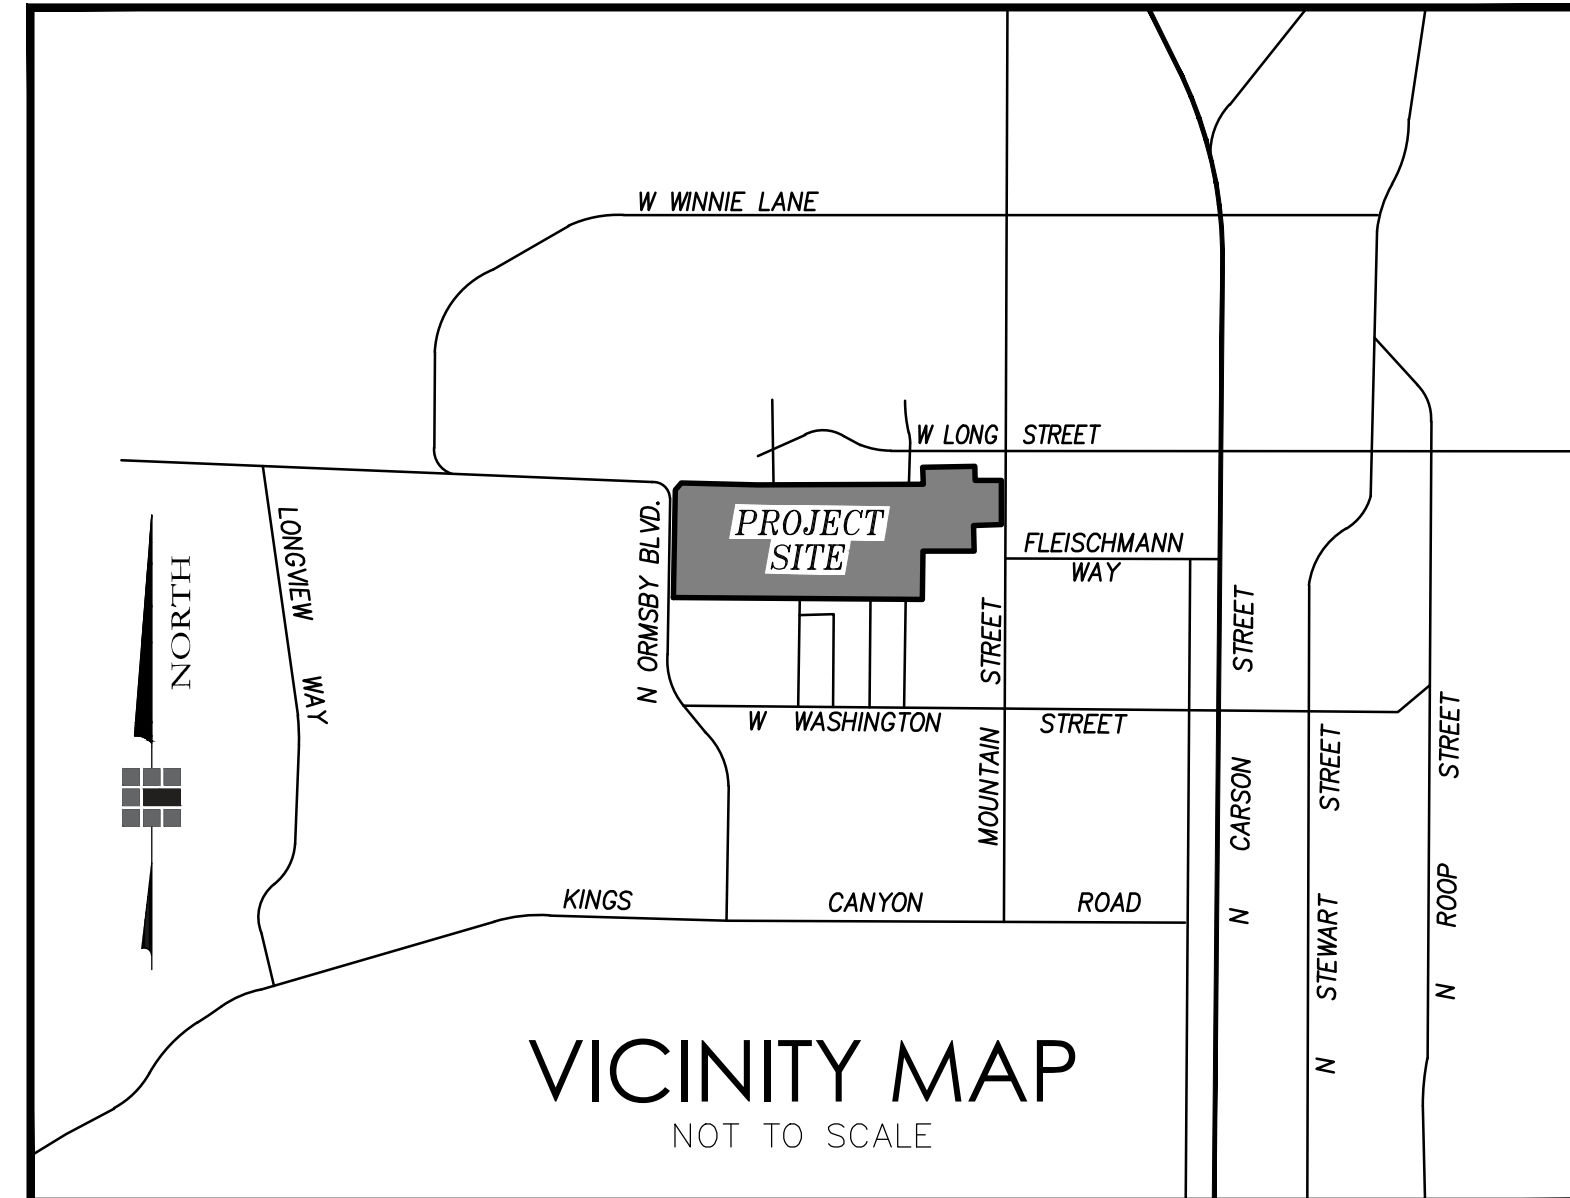 W WINNIE LANE
W LONG STREET
PROJECT
SITE
FLEISCHMANN
WAY
LONGVIEW WAY
N ORMSBY BLVD.
NORTH
MOUNTAIN STREET
W WASHINGTON STREET
N CARSON STREET
N STEWART STREET
N ROOP STREET
KINGS CANYON ROAD
VICINITY MAP
NOT TO SCALE